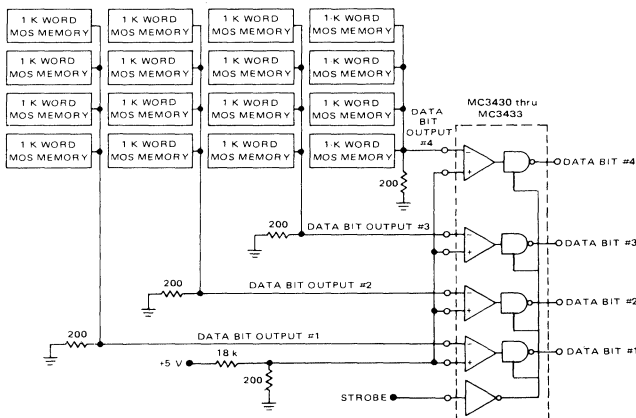 1 K WORD MOS MEMORY
1 K WORD MOS MEMORY
1 K WORD MOS MEMORY
1-K WORD MOS MEMORY
1 K WORD MOS MEMORY
1 K WORD MOS MEMORY
1 K WORD MOS MEMORY
1 K WORD MOS MEMORY
1 K WORD MOS MEMORY
1 K WORD MOS MEMORY
1 K WORD MOS MEMORY
1 K WORD MOS MEMORY
1 K WORD MOS MEMORY
1 K WORD MOS MEMORY
1 K WORD MOS MEMORY
1-K WORD MOS MEMORY
DATA
BIT
OUTPUT
#4
MC3430 thru
MC3433
DATA BIT #4
200
200
DATA BIT OUTPUT #3
DATA BIT #3
200
DATA BIT OUTPUT #2
DATA BIT #2
200
DATA BIT OUTPUT #1
DATA BIT #1
+5 V
18 k
200
STROBE
- +
- +
- +
- +